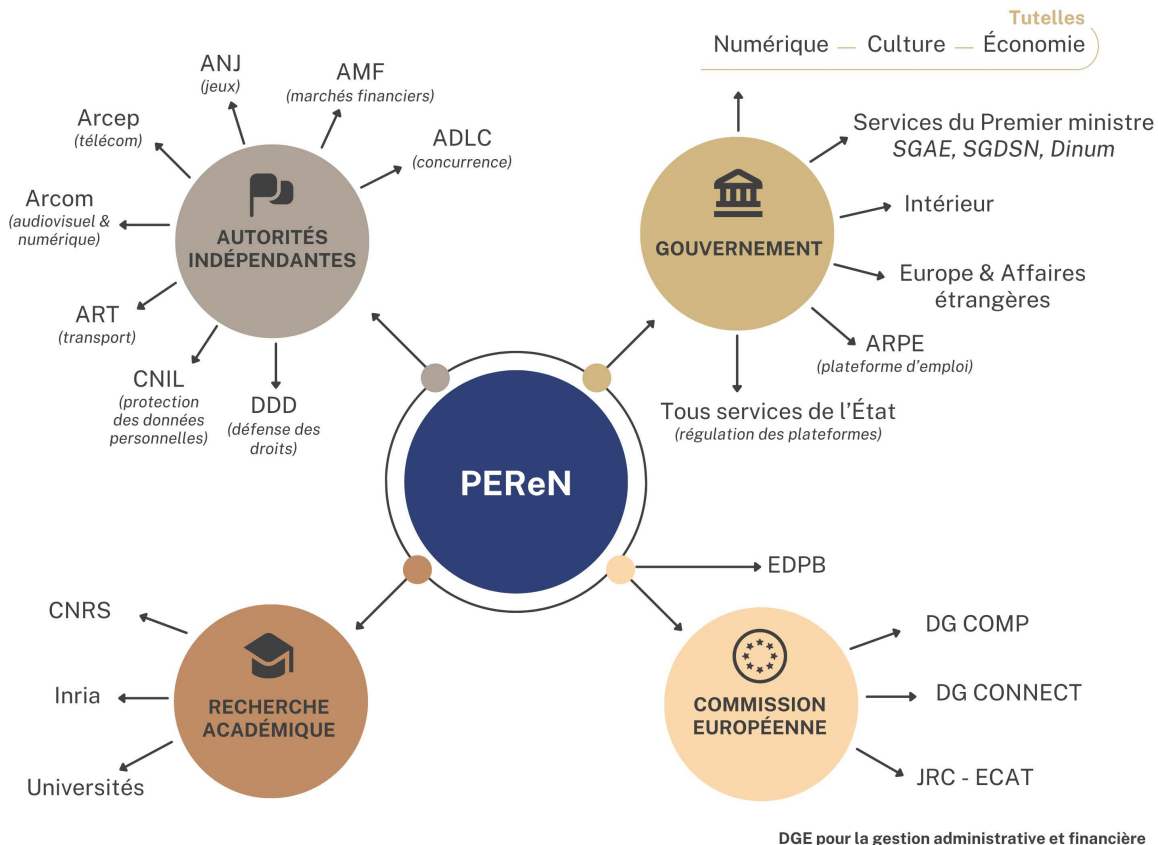 Tutelles
Numérique — Culture — Économie
ANJ
(jeux)
AMF
(marchés financiers)
Arcep
(télécom)
ADLC
(concurrence)
Arcom
(audiovisuel &
numérique)
AUTORITÉS
INDÉPENDANTES
ART
(transport)
CNIL
(protection
des données
personnelles)
DDD
(défense des
droits)
Services du Premier ministre
SGAE, SGDSN, Dinum
Intérieur
GOUVERNEMENT
Europe & Affaires
étrangères
ARPE
(plateforme d’emploi)
Tous services de l’État
(régulation des plateformes)
PEReN
CNRS
Inria
RECHERCHE
ACADÉMIQUE
Universités
EDPB
DG COMP
COMMISSION
EUROPÉENNE
DG CONNECT
JRC - ECAT
DGE pour la gestion administrative et financière